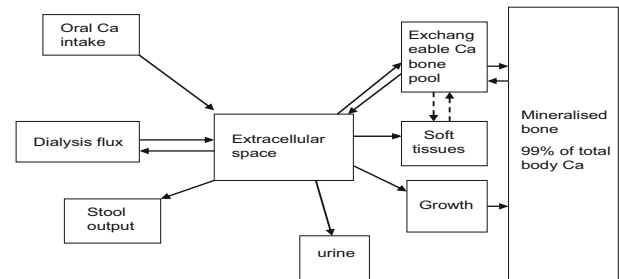 Oral Ca
intake
Exchang
eable Ca
bone
pool
Dialysis flux
Extracellular
space
Soft
tissues
Mineralised
bone
99% of total
body Ca
Stool
output
Growth
urine